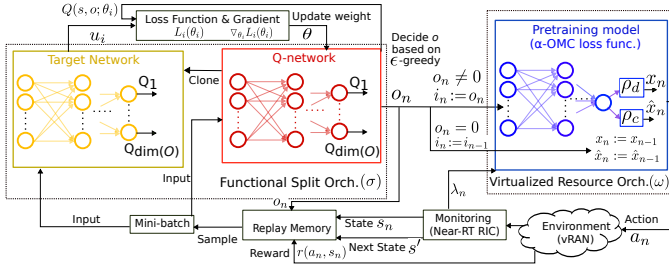 Q(s, o; θ_i)
Loss Function & Gradient
L_i(θ_i) ∇_{θ_i} L_i(θ_i)
Update weight
u_i
θ
Target Network
Q_1
Q_dim(O)
Clone
Q-network
Q_1
Q_dim(O)
Decide o
based on
ϵ-greedy
o_n
o_n ≠ 0
i_n := o_n
o_n = 0
i_n := i_{n−1}
Pretraining model
(α-OMC loss func.)
ρ_d
x_n
ρ_c
x̂_n
x_n := x_{n−1}
x̂_n := x̂_{n−1}
Input
Functional Split Orch.(σ)
Virtualized Resource Orch.(ω)
o_n
λ_n
Input
Mini-batch
Sample
Replay Memory
State s_n
Next State s′
Monitoring
(Near-RT RIC)
Environment
(vRAN)
Action
a_n
Reward
r(a_n, s_n)